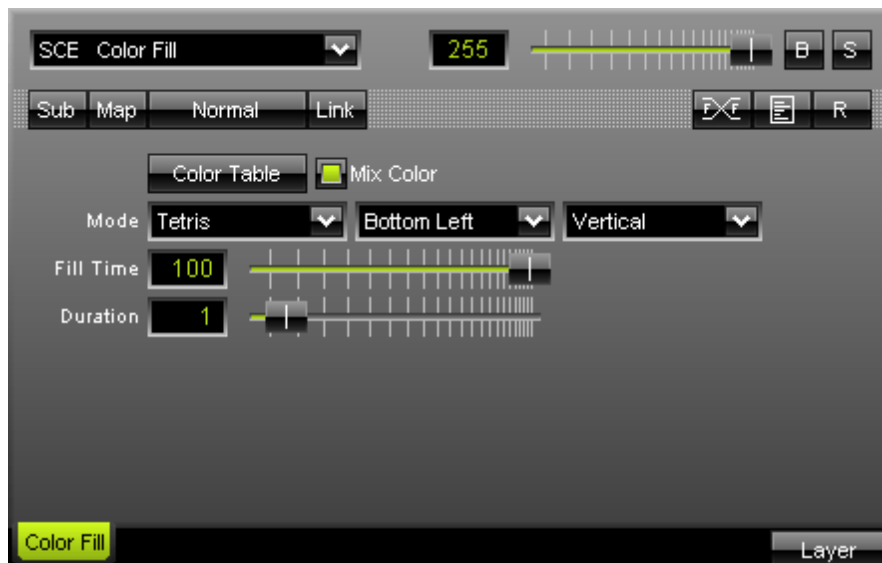 SCE Color Fill 255 B S
Sub Map Normal Link R
Color Table Mix Color
Mode Tetris Bottom Left Vertical
Fill Time 100
Duration 1
Color Fill Layer